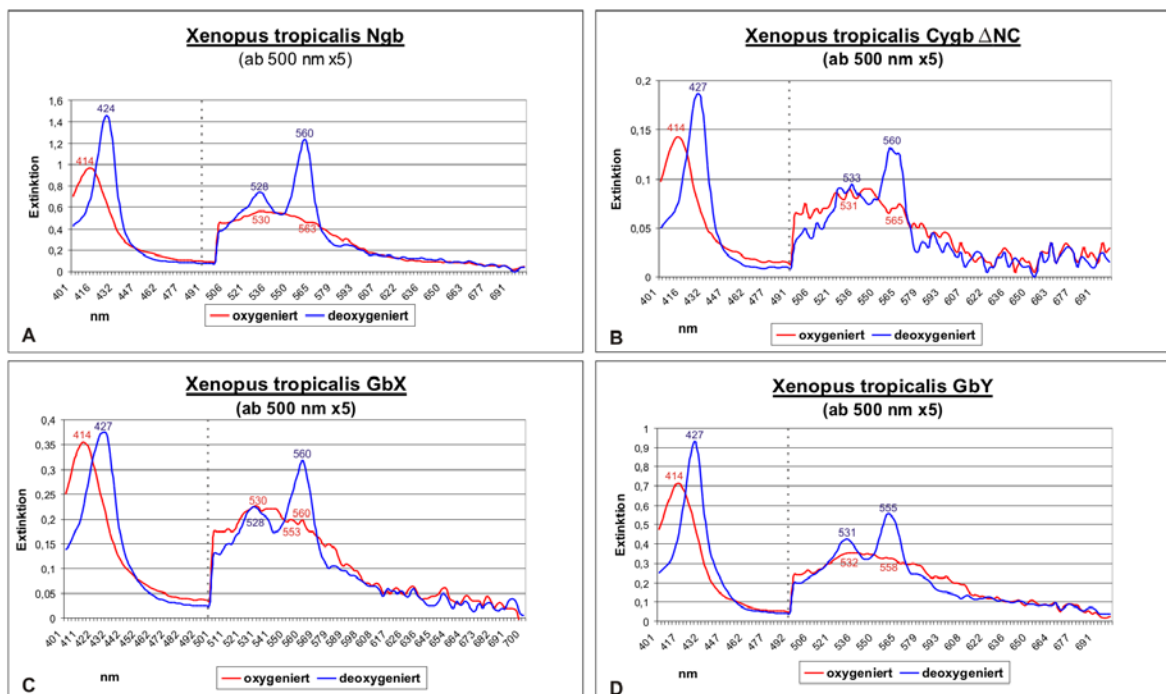 Xenopus tropicalis Ngb
(ab 500 nm x5)
Extinktion
1,6
1,4
1,2
1
0,8
0,6
0,4
0,2
0
424
414
528
530
560
563
401 416 432 447 462 477 491 506 521 536 550 565 579 593 607 621 636 650 663 677 691
nm
oxygeniert deoxygeniert
A
Xenopus tropicalis Cygb ΔNC
(ab 500 nm x5)
Extinktion
0,2
0,15
0,1
0,05
0
427
414
533
531
560
565
401 416 432 447 462 477 491 506 521 536 550 565 579 593 607 622 636 650 663 677 691
nm
oxygeniert deoxygeniert
B
Xenopus tropicalis GbX
(ab 500 nm x5)
Extinktion
0,4
0,35
0,3
0,25
0,2
0,15
0,1
0,05
0
427
414
530
528
560
560
553
401 411 422 432 442 452 462 472 482 492 501 511 521 531 541 550 560 569 579 589 598 608 617 626 636 645 654 664 673 682 691 700
nm
oxygeniert deoxygeniert
C
Xenopus tropicalis GbY
(ab 500 nm x5)
Extinktion
1
0,9
0,8
0,7
0,6
0,5
0,4
0,3
0,2
0,1
0
427
414
531
532
555
558
401 417 432 447 462 477 492 506 521 536 550 565 579 594 608 622 636 650 664 677 691
nm
oxygeniert deoxygeniert
D